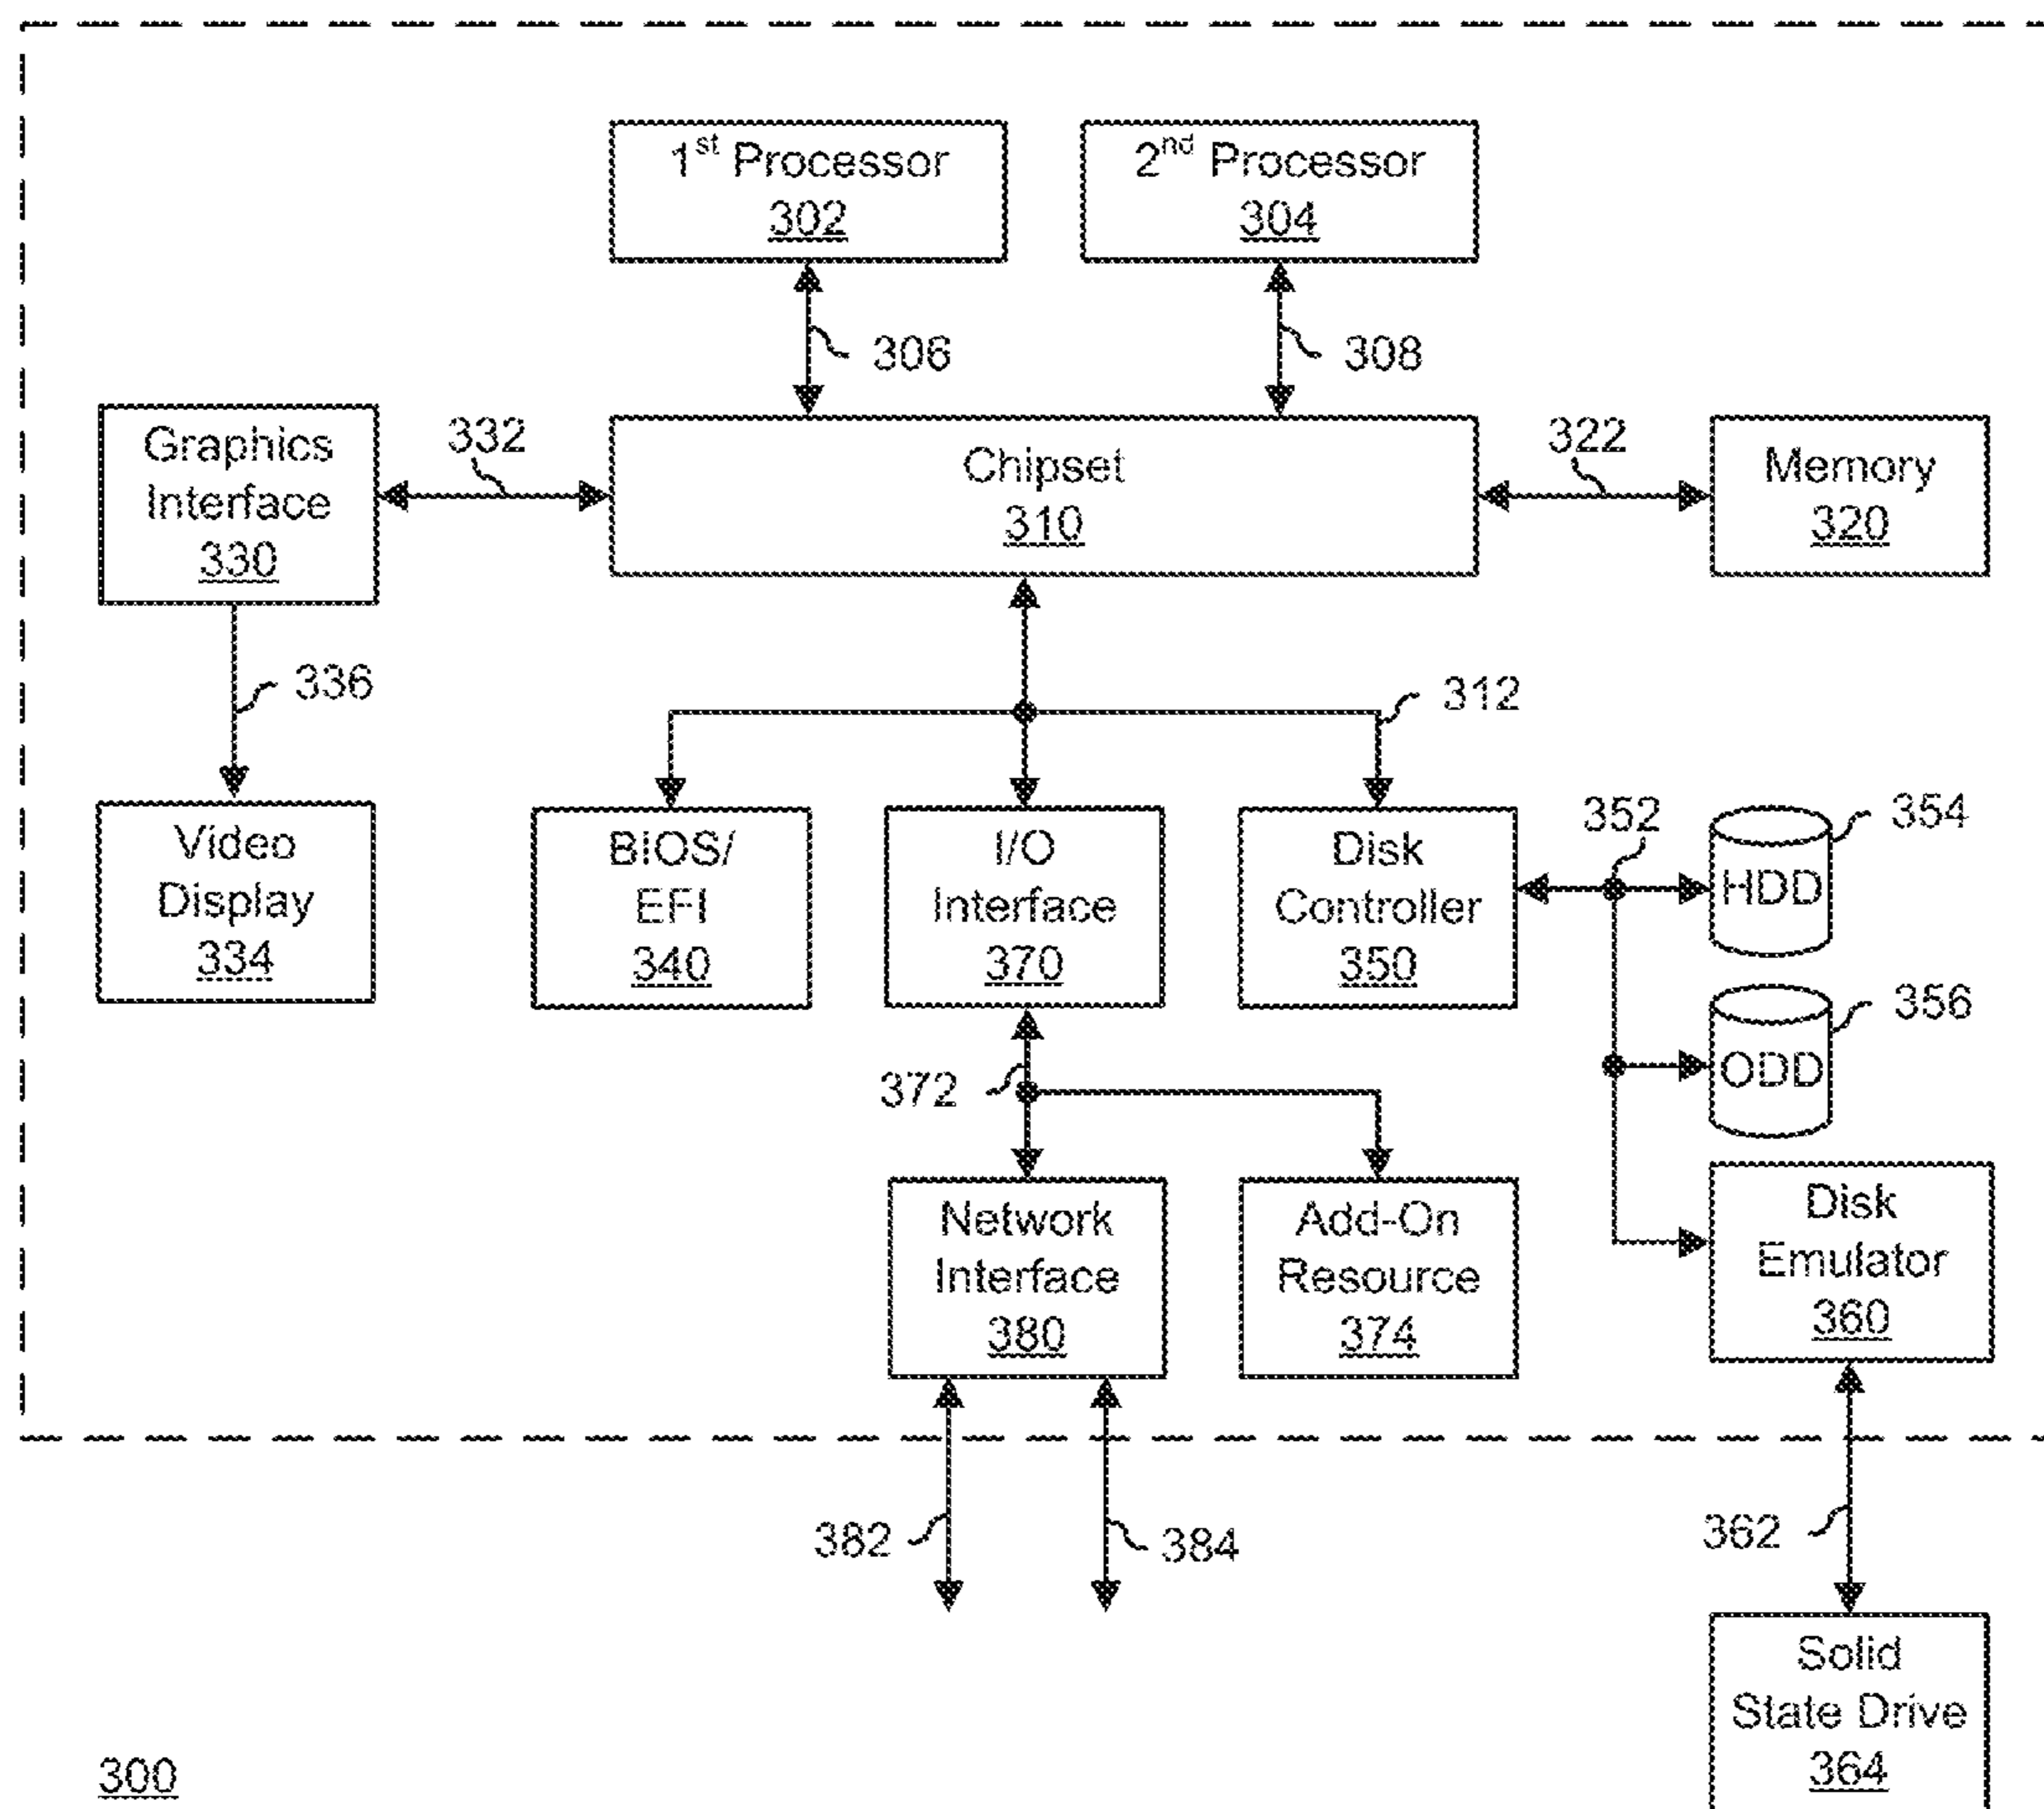 1st Processor
302
2nd Processor
304
306
308
Graphics
Interface
330
332
Chipset
310
322
Memory
320
336
312
Video
Display
334
BIOS/
EFI
340
I/O
Interface
370
Disk
Controller
350
352
354
HDD
356
ODD
372
Network
Interface
380
Add-On
Resource
374
Disk
Emulator
360
382
384
362
Solid
State Drive
364
300